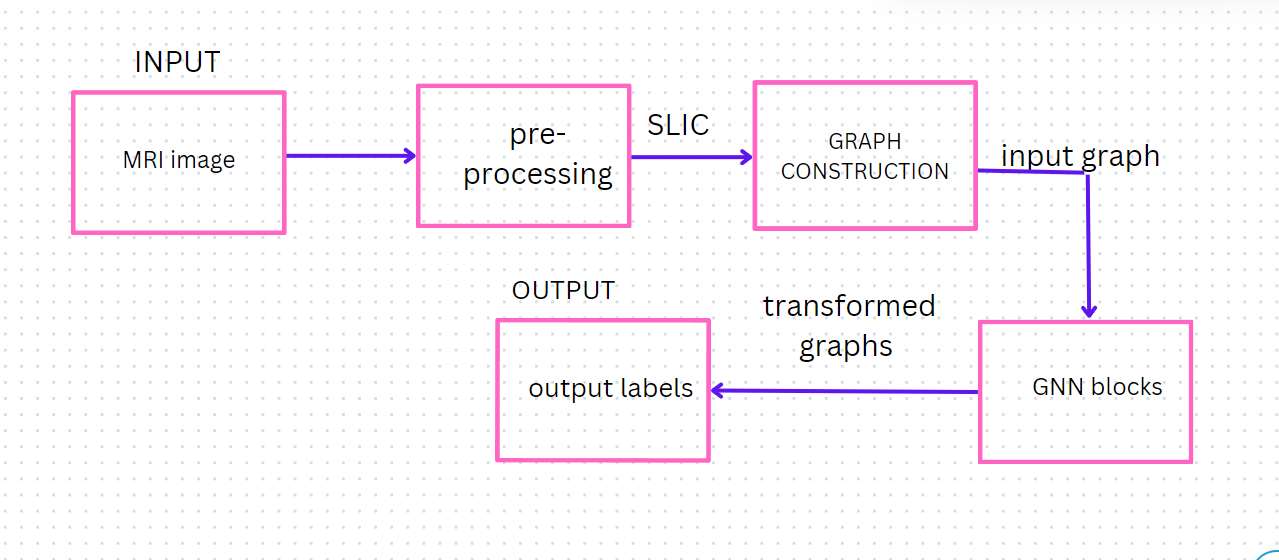 INPUT
MRI image
pre-
processing
SLIC
GRAPH
CONSTRUCTION
input graph
OUTPUT
output labels
transformed
graphs
GNN blocks